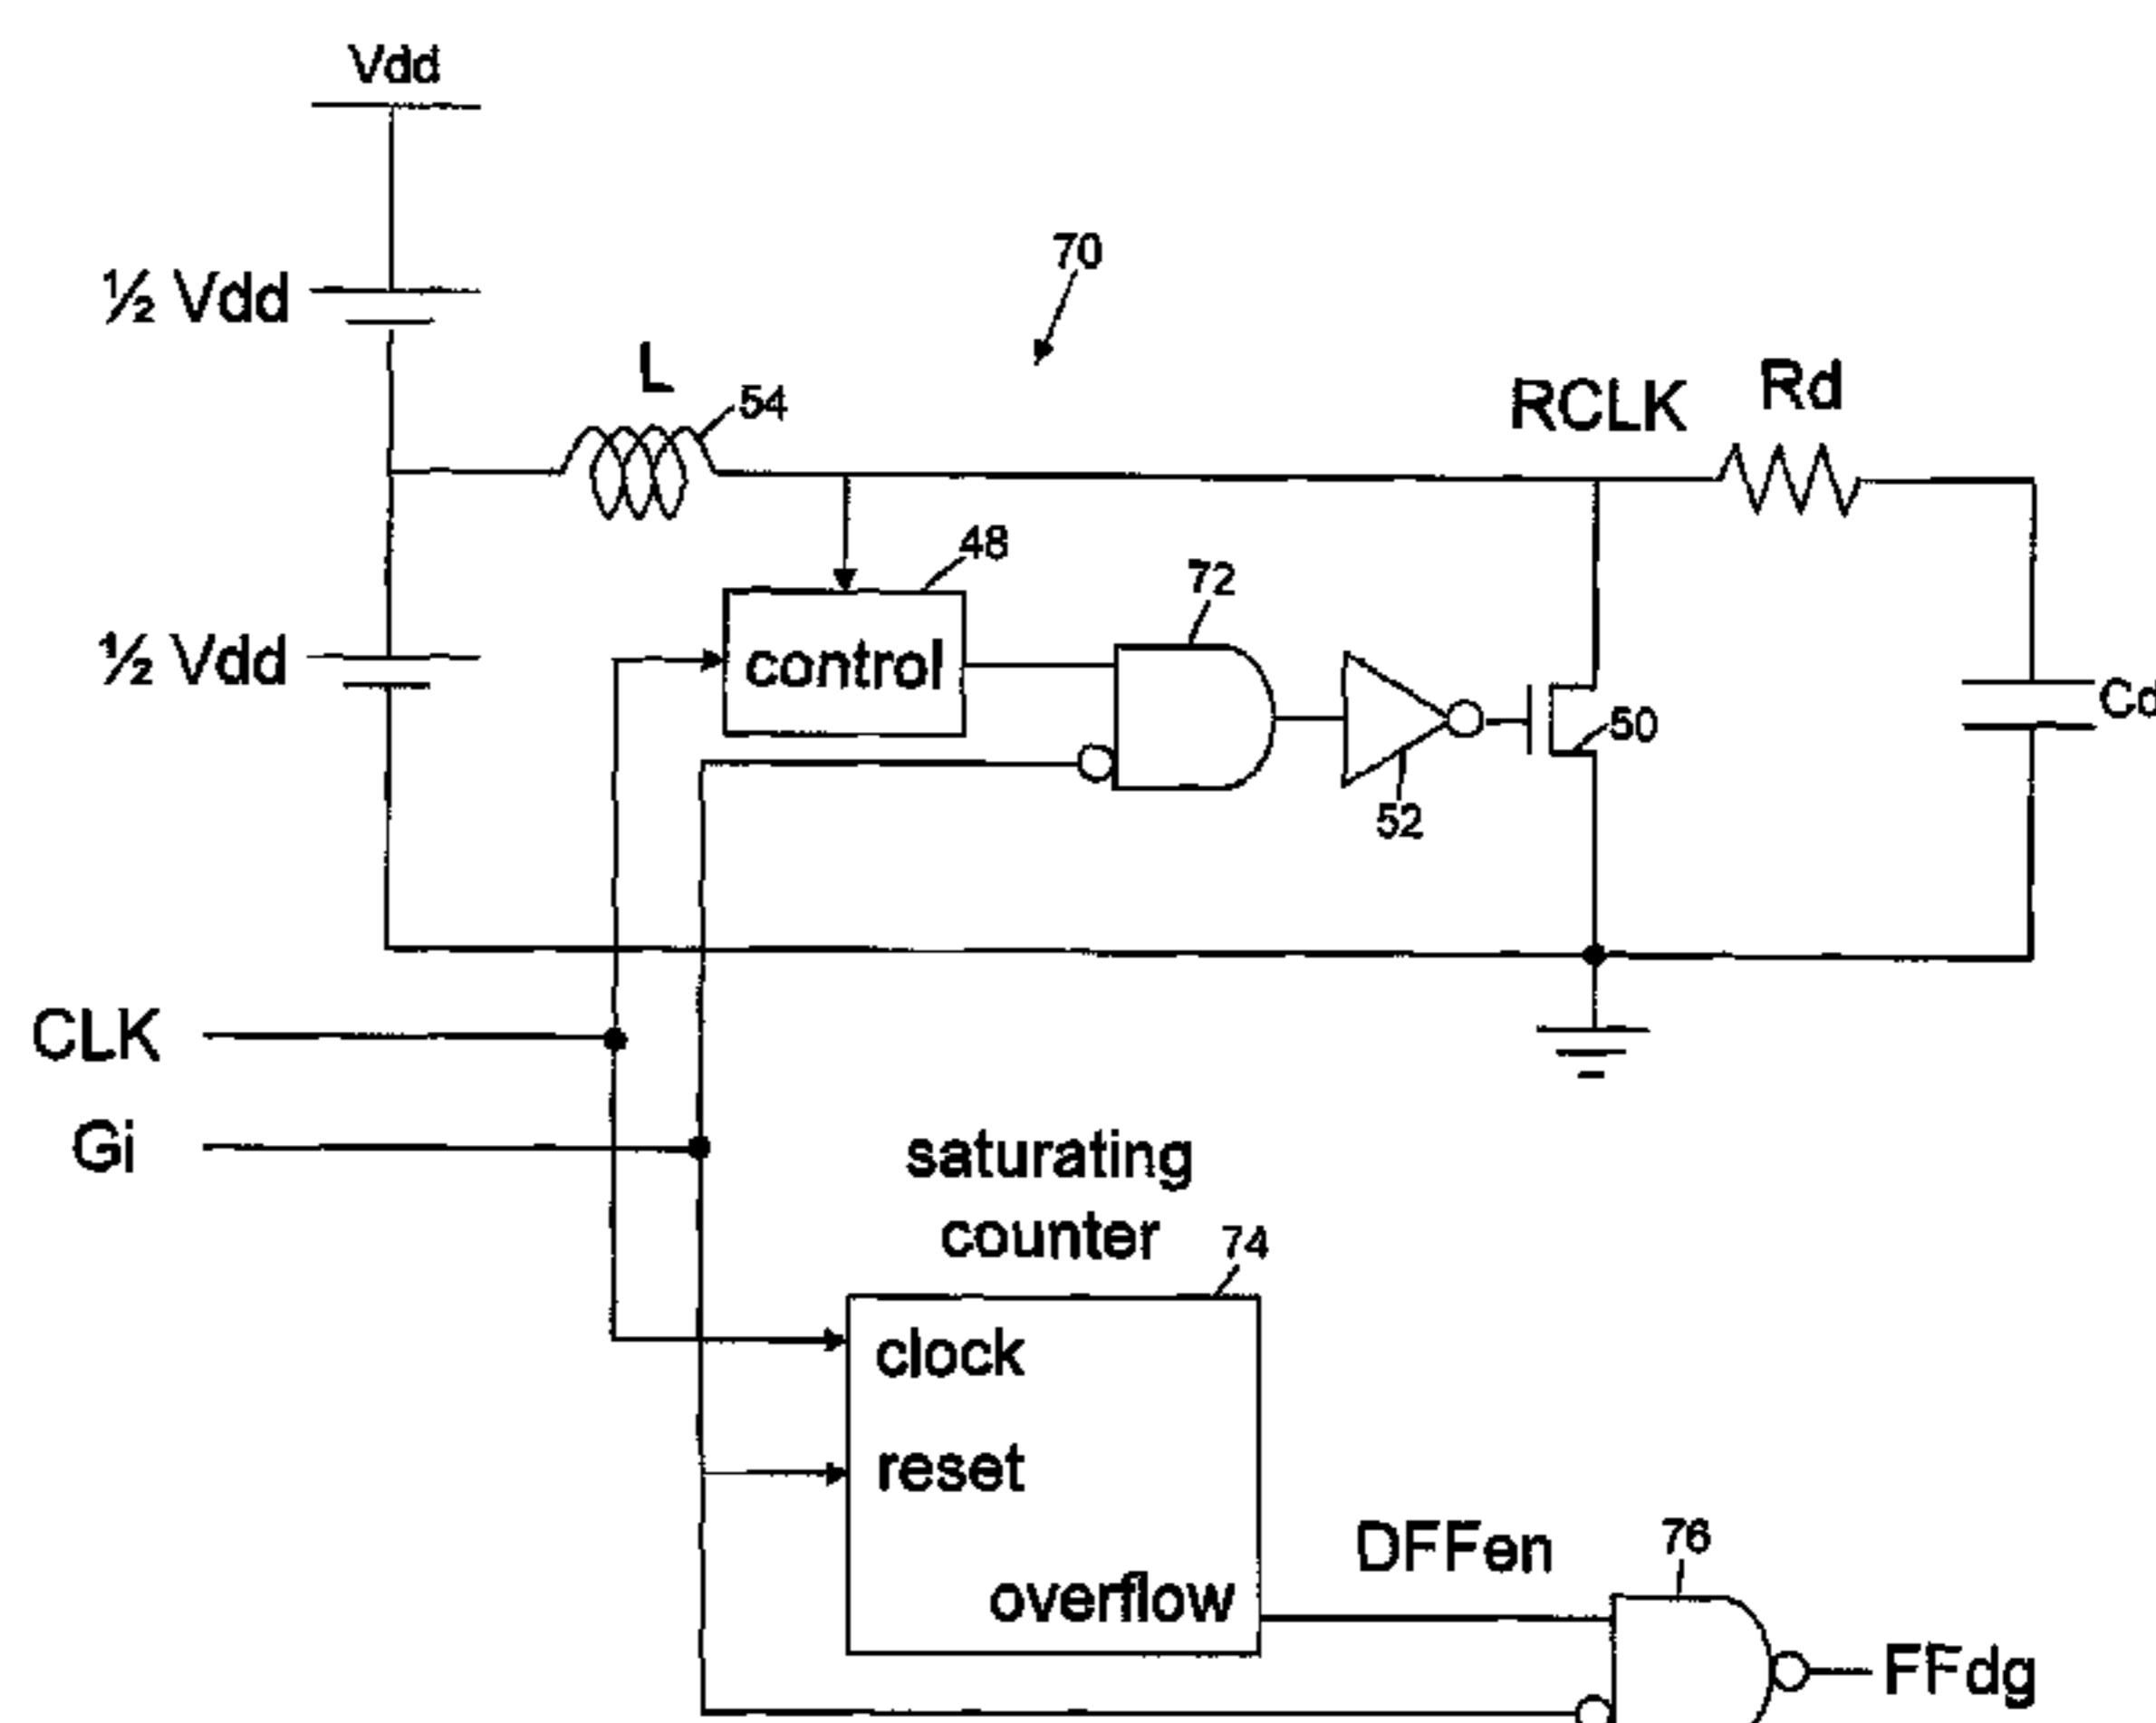 Vdd
70
½ Vdd
L
54
RCLK
Rd
48
72
control
½ Vdd
50
Cd
52
CLK
Gi
saturating
counter
74
clock
reset
overflow
DFFen
76
FFdg